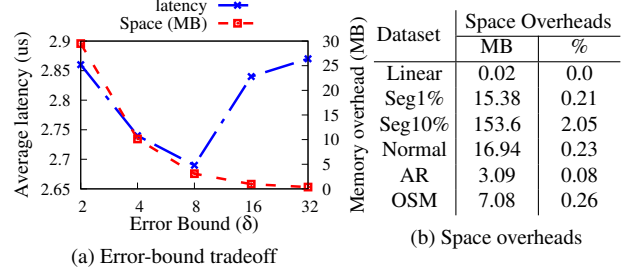 latency
Space (MB)
2.9
2.85
2.8
2.75
2.7
2.65
Average latency (us)
30
25
20
15
10
5
0
Memory overhead (MB)
2 4 8 16 32
Error Bound (δ)
(a) Error-bound tradeoff
Dataset Space Overheads
MB %
Linear 0.02 0.0
Seg1% 15.38 0.21
Seg10% 153.6 2.05
Normal 16.94 0.23
AR 3.09 0.08
OSM 7.08 0.26
(b) Space overheads